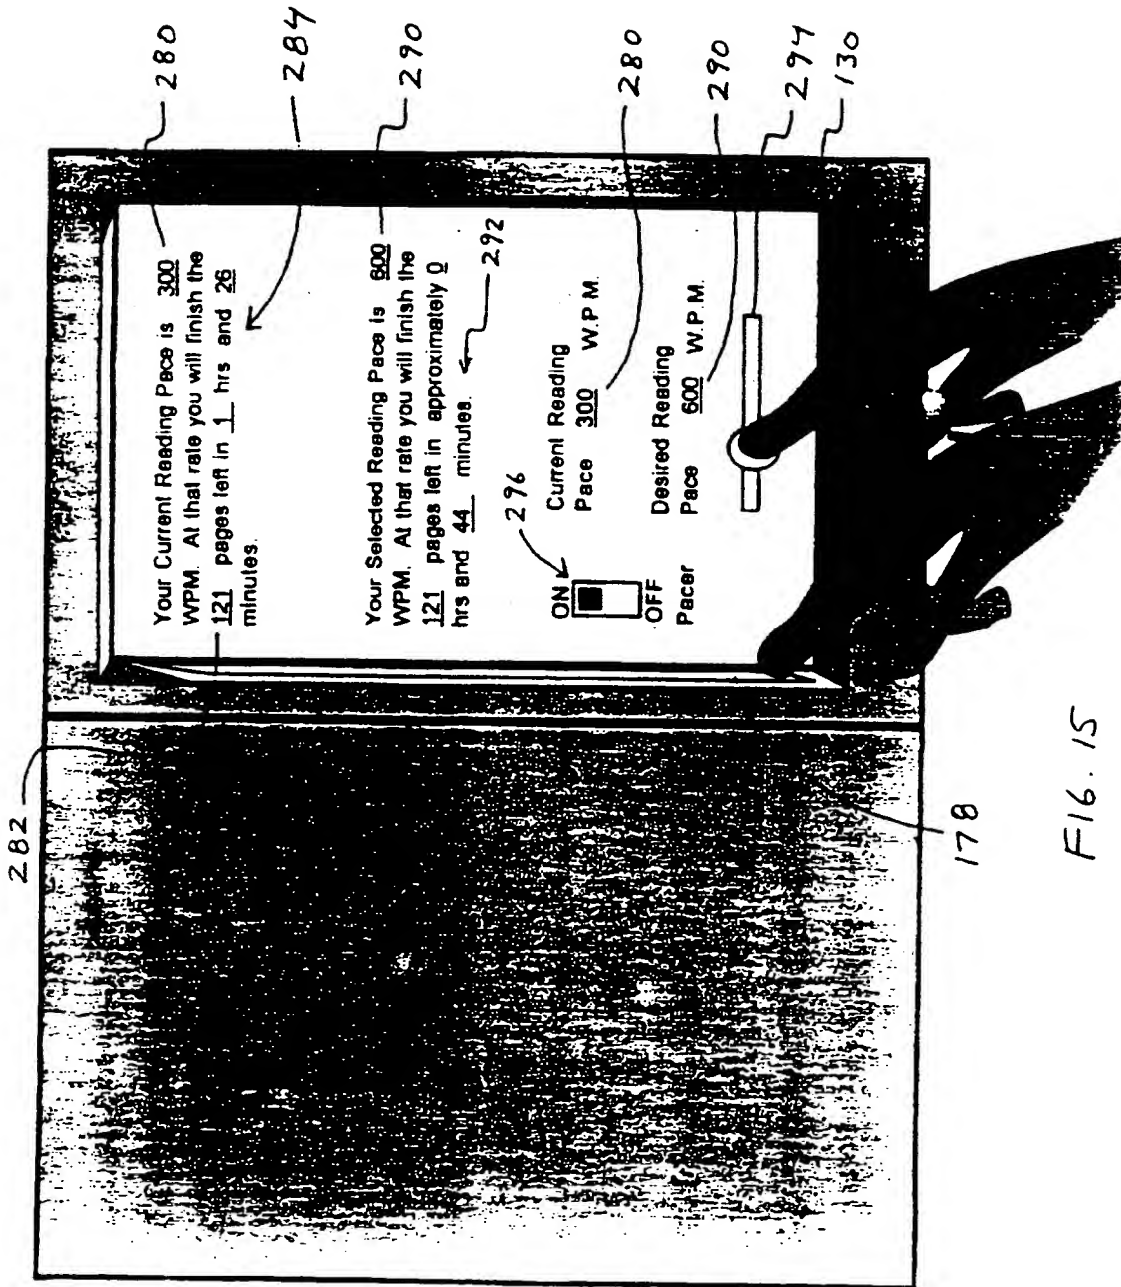 282
280
284
290
Your Current Reading Pace is 300
WPM. At that rate you will finish the
121 pages left in 1 hrs and 26
minutes.
Your Selected Reading Pace is 600
WPM. At that rate you will finish the
121 pages left in approximately 0
hrs and 44 minutes.
292
296
ON
OFF
Pacer
Current Reading
Pace 300 W.P.M.
280
Desired Reading
Pace 600 W.P.M.
290
294
130
178
FIG. 15